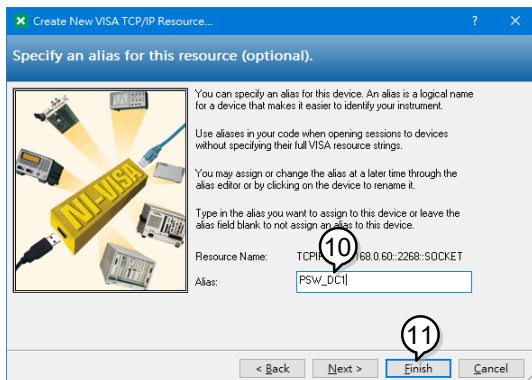 Create New VISA TCP/IP Resource...
Specify an alias for this resource (optional).
You can specify an alias for this device. An alias is a logical name
for a device that makes it easier to identify your instrument.
Use aliases in your code when opening sessions to devices
without specifying their full VISA resource strings.
You may assign or change the alias at a later time through the
alias editor or by clicking on the device to rename it.
Type in the alias you want to assign to this device or leave the
alias field blank to not assign an alias to this device.
NI-VISA
10
Resource Name: TCPIP 168.0.60::2268::SOCKET
Alias: PSW_DC1
11
< Back Next > Finish Cancel